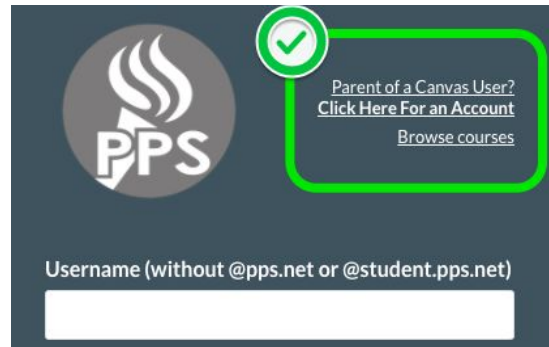 PPS
Parent of a Canvas User?
Click Here For an Account
Browse courses
Username (without @pps.net or @student.pps.net)